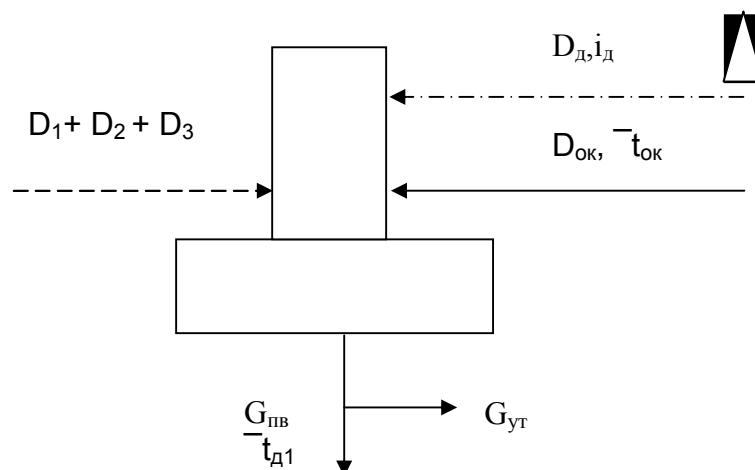 Dд,iд
D1+ D2 + D3
Dок, ‾tок
Gпв
Gут
‾tд1